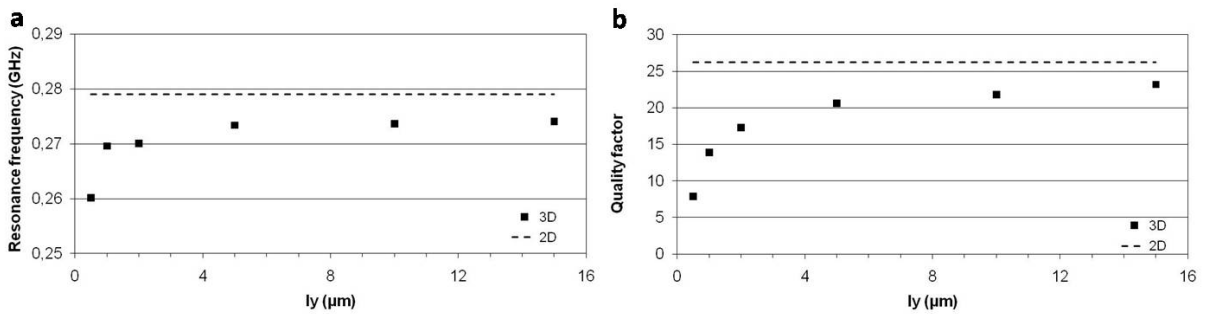 a
Resonance frequency (GHz)
0,29
0,28
0,27
0,26
0,25
3D
2D
0 4 8 12 16
ly (µm)
b
Quality factor
30
25
20
15
10
5
0
3D
2D
0 4 8 12 16
ly (µm)